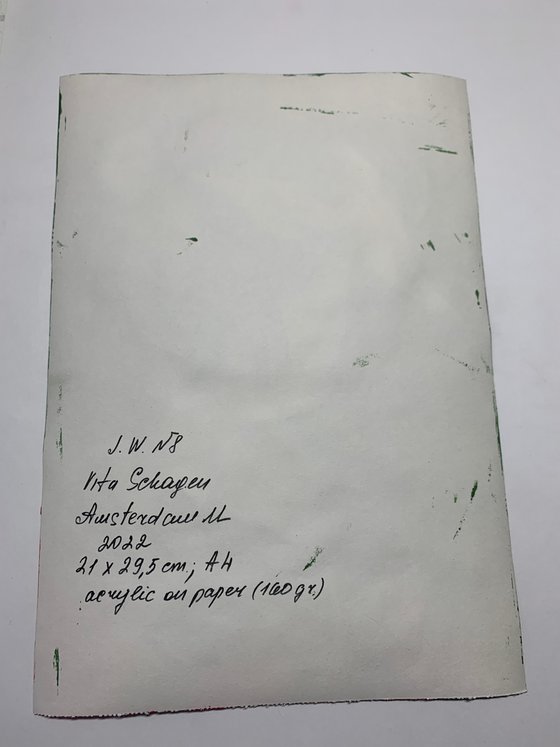 J. W. N8
Vita Schagen
Amsterdam NL
2022
21 x 29,5 cm; A4
acrylic on paper (160 gr.)